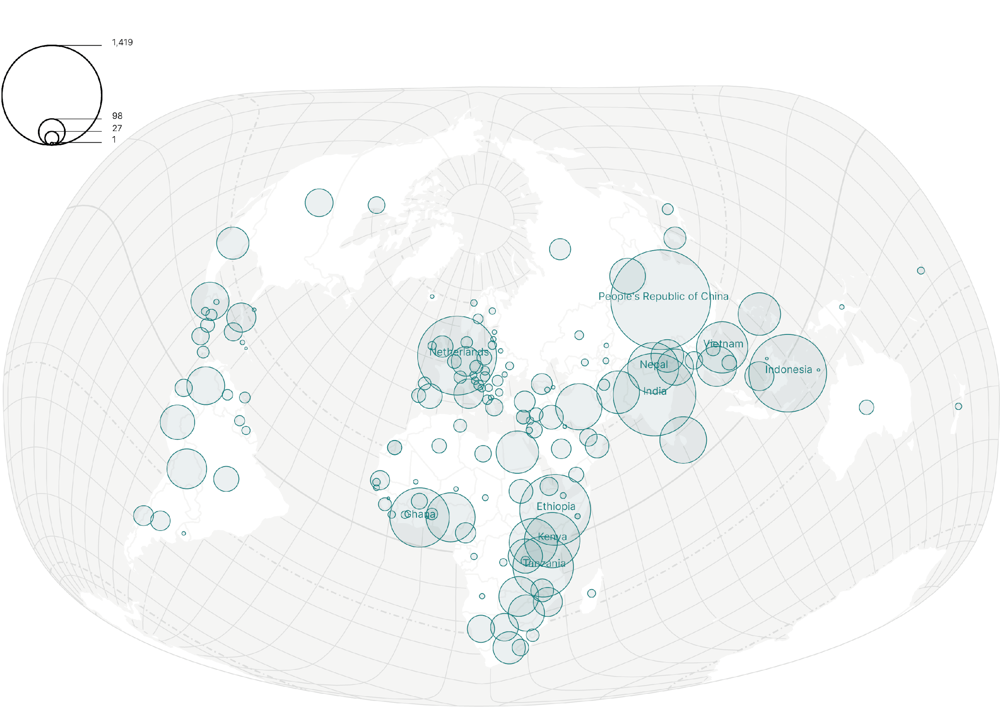 1,419
98
27
1
People's Republic of China
Vietnam
Netherlands
Nepal
Indonesia
India
Ethiopia
Ghana
Kenya
Tanzania